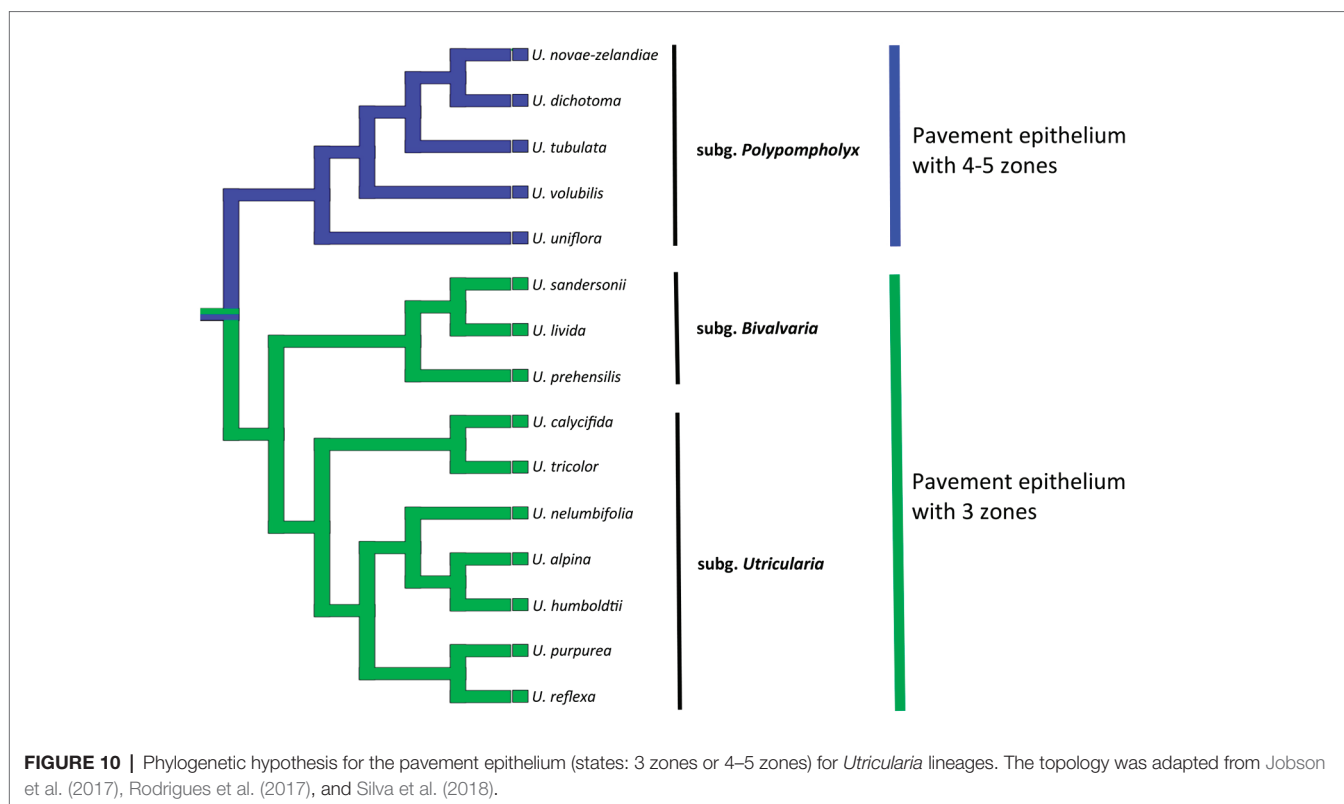 U. novae-zelandiae
U. dichotoma
U. tubulata
U. volubilis
U. uniflora
subg. Polypompholyx
Pavement epithelium
with 4-5 zones
U. sandersonii
U. livida
U. prehensilis
subg. Bivalvaria
U. calycifida
U. tricolor
U. nelumbifolia
U. alpina
U. humboldtii
U. purpurea
U. reflexa
subg. Utricularia
Pavement epithelium
with 3 zones
FIGURE 10 | Phylogenetic hypothesis for the pavement epithelium (states: 3 zones or 4–5 zones) for Utricularia lineages. The topology was adapted from Jobson
et al. (2017), Rodrigues et al. (2017), and Silva et al. (2018).